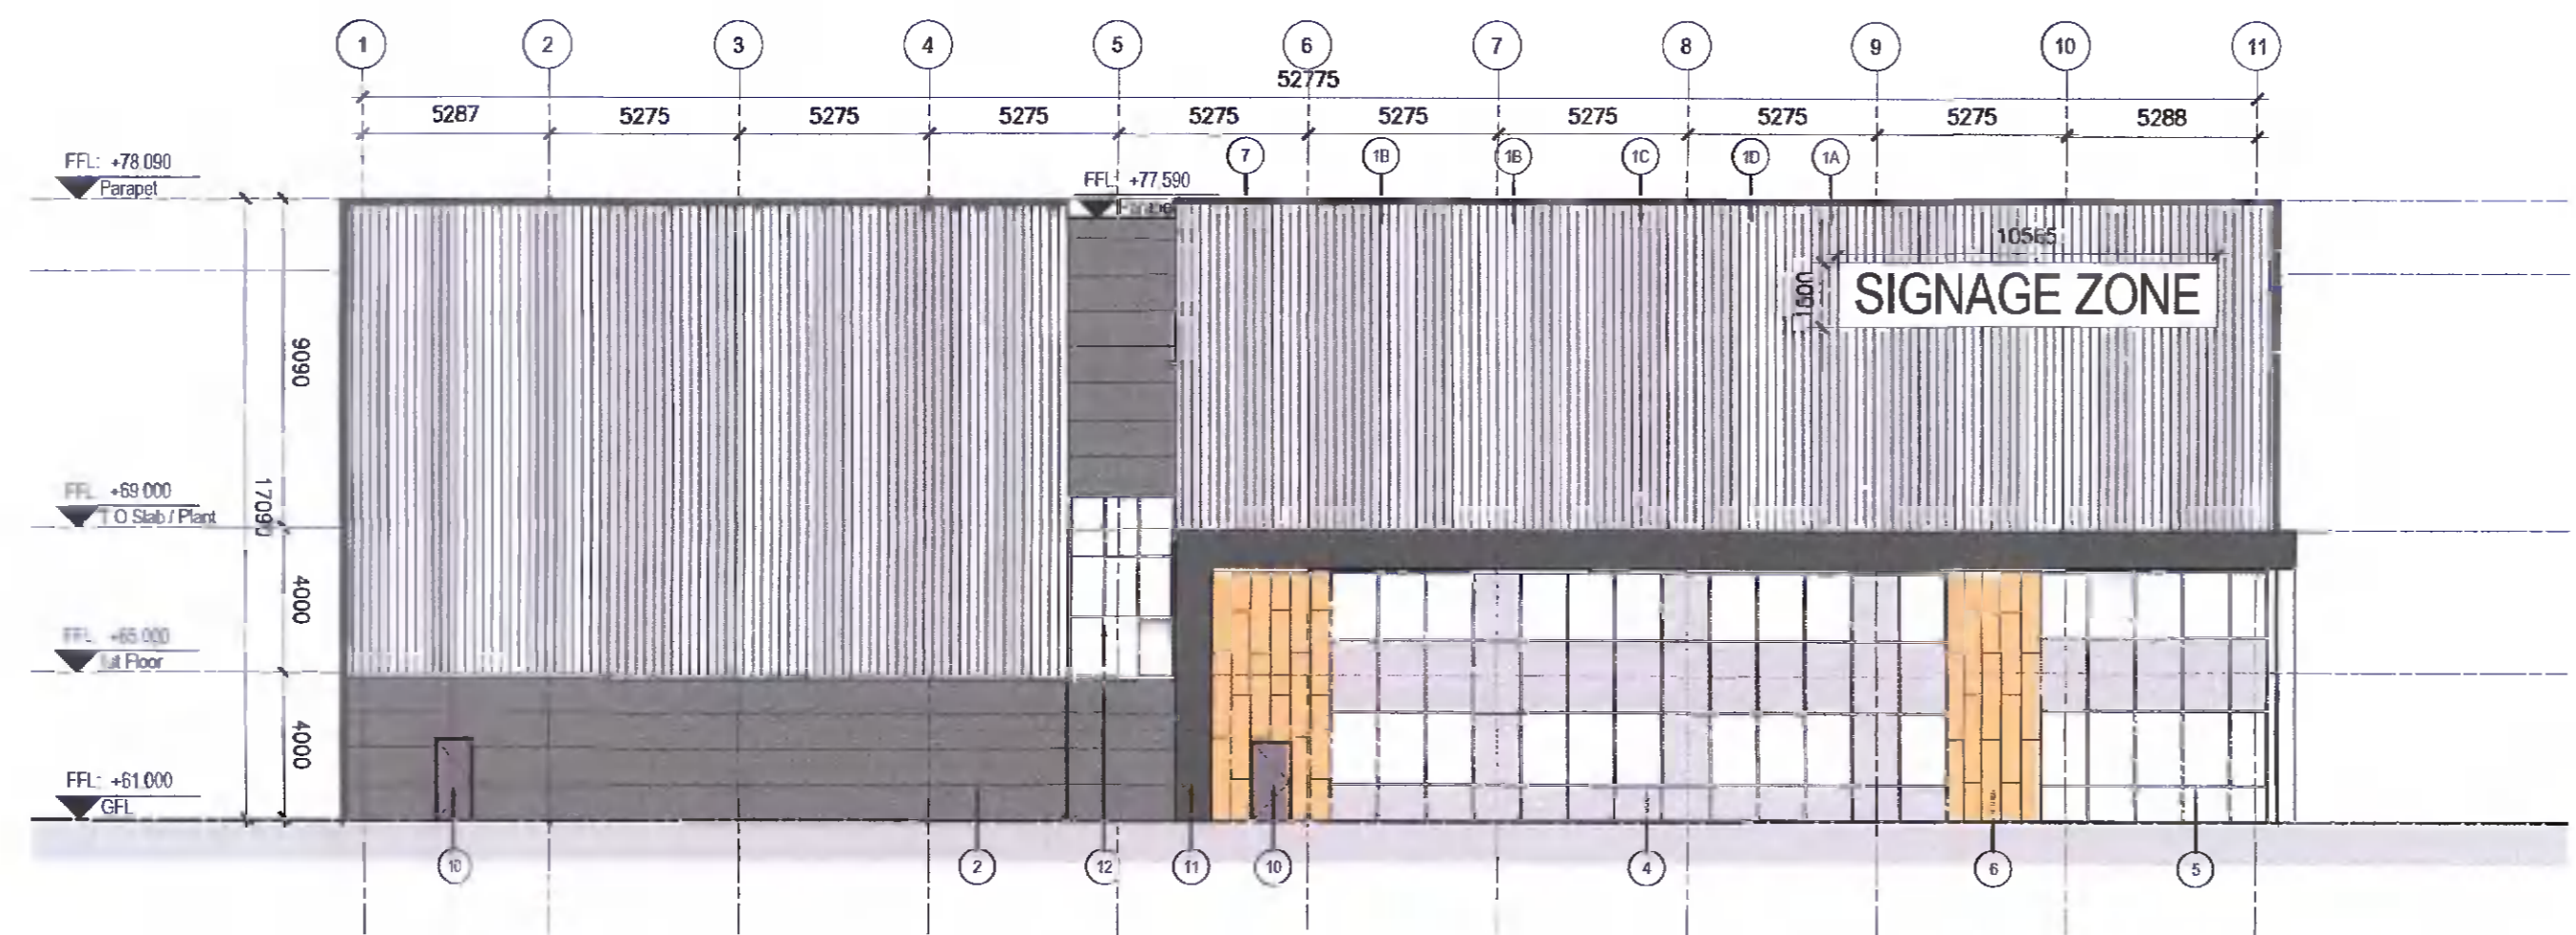 1 2 3 4 5 6 7 8 9 10 11
52775
5287 5275 5275 5275 5275 5275 5275 5275 5275 5288
7 1B 1B 1C 1D 1A
FFL: +78.090
Parapet
FFL: +77.590
10565
1600
SIGNAGE ZONE
9090
17090
FFL: +69.000
T.O Slab / Plant
4000
FFL: +65.000
1st Floor
4000
FFL: +61.000
GFL
10 2 12 11 10 4 6 5